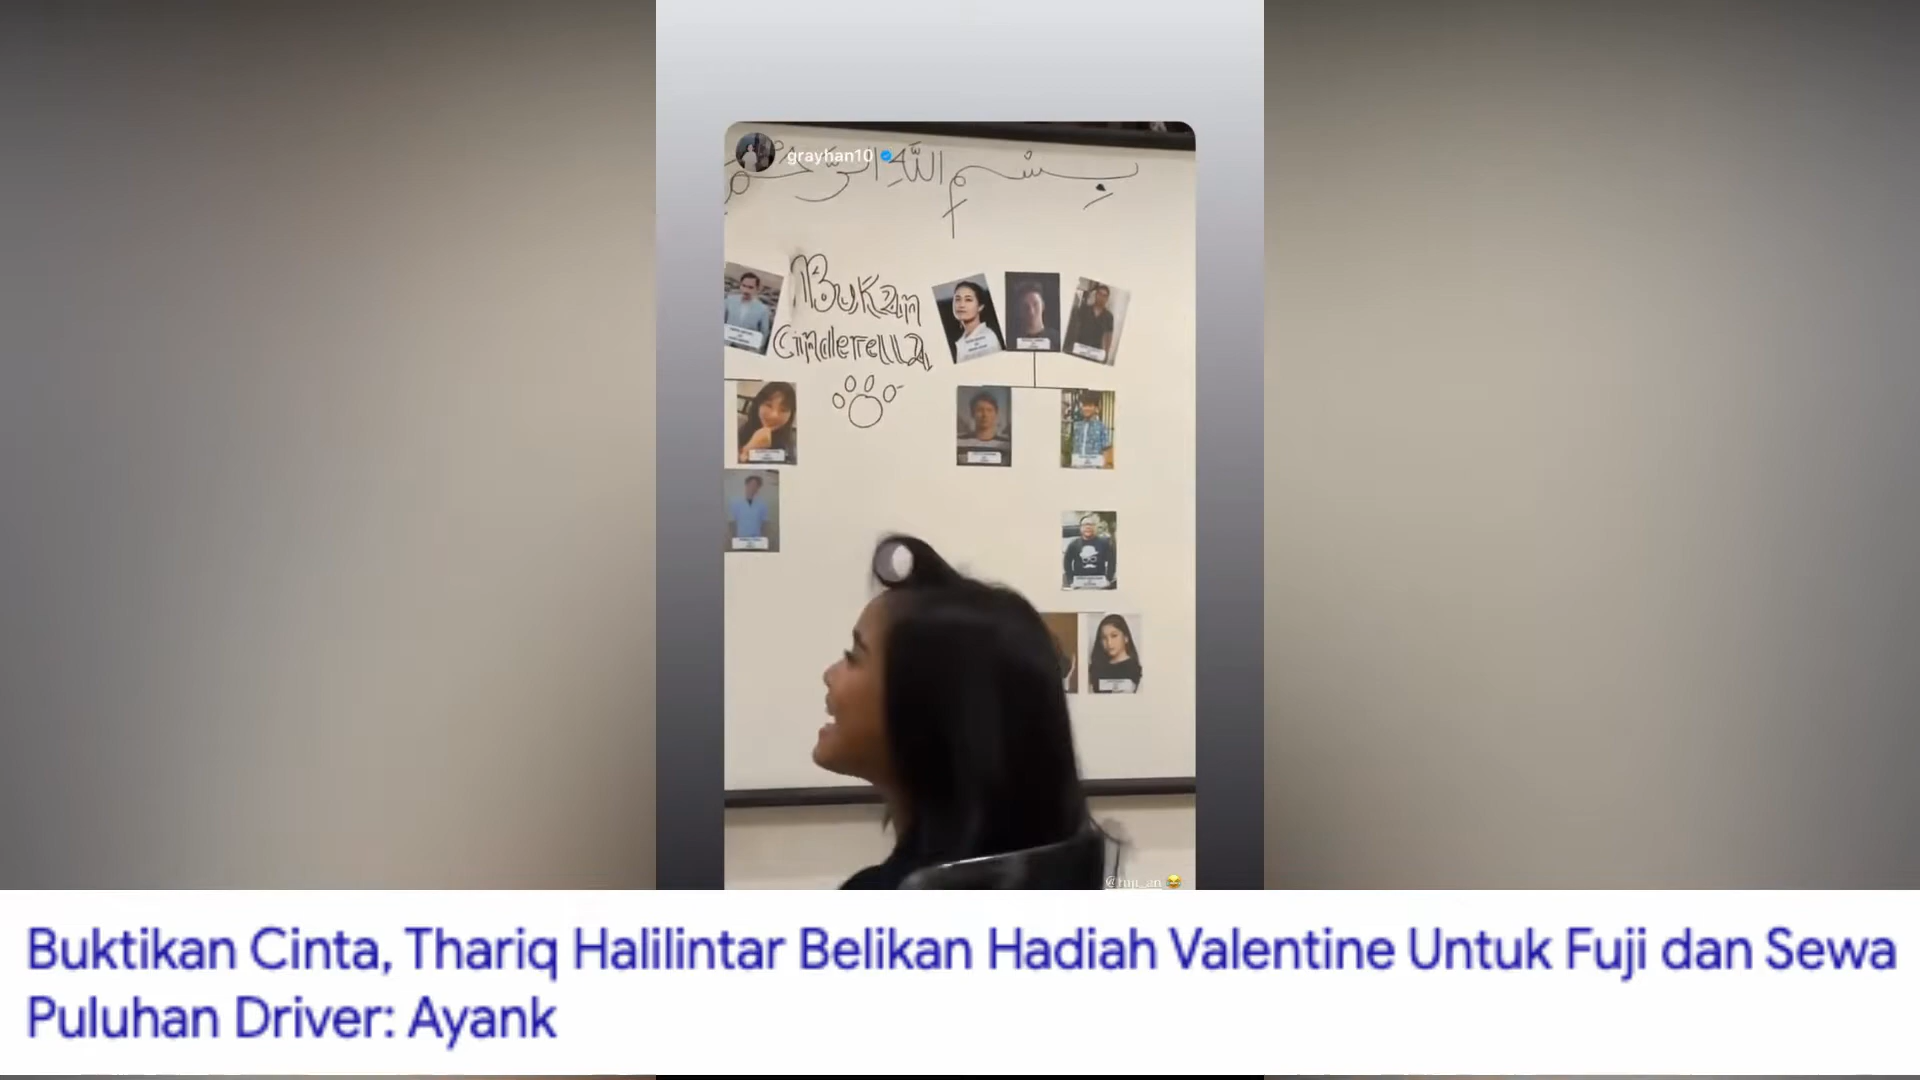 grayhan10
بِسْمِ اللَّهِ الرَّحْمَ
BUKan
Cinderella
@fuji_an 😂
Buktikan Cinta, Thariq Halilintar Belikan Hadiah Valentine Untuk Fuji dan Sewa
Puluhan Driver: Ayank